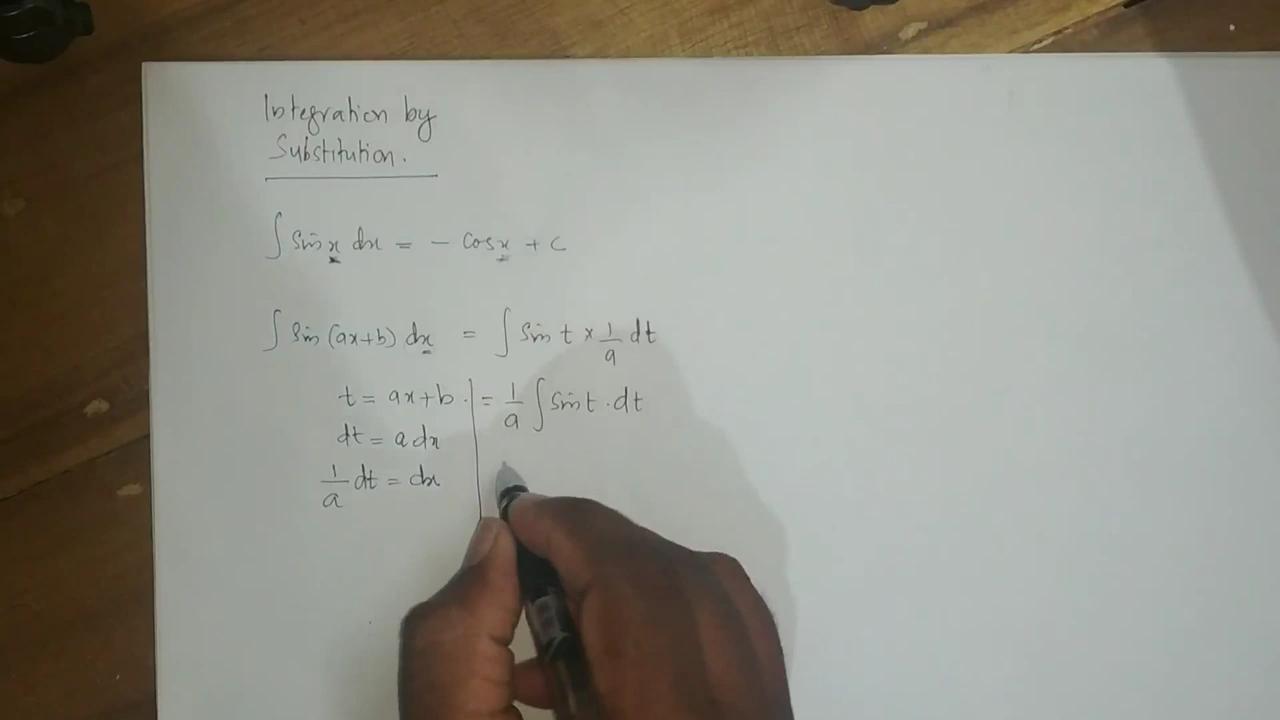 Integration by
Substitution.
∫ sin x dx = - cos x + c
∫ sin (ax+b) dx = ∫ sin t × 1/a dt
t = ax+b . = 1/a ∫ sin t . dt
dt = a dx
1/a dt = dx